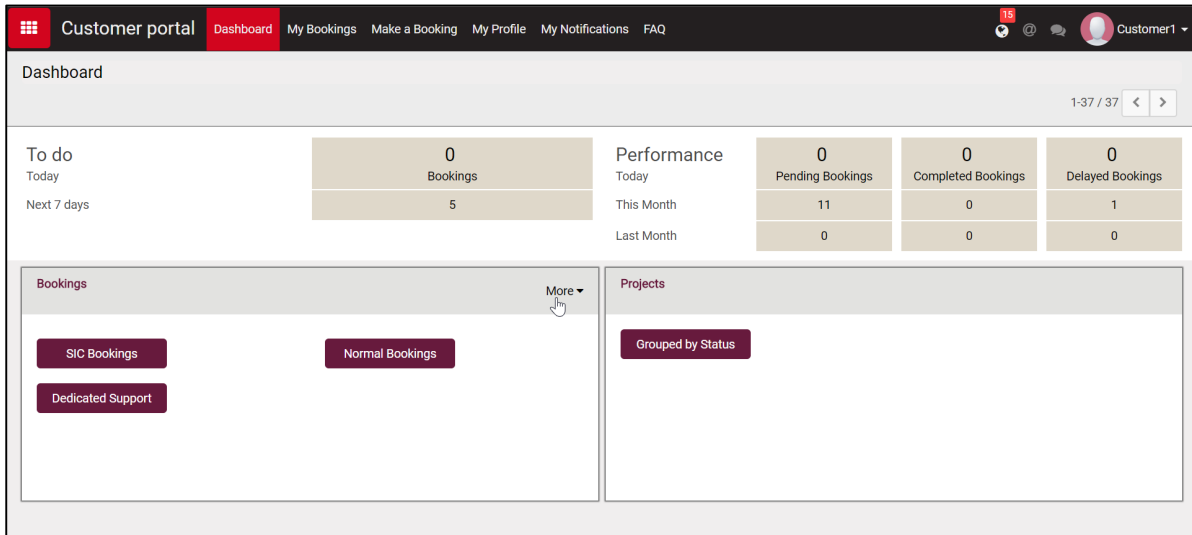 Customer portal Dashboard My Bookings Make a Booking My Profile My Notifications FAQ 15 @ Customer1
Dashboard
1-37 / 37
To do
Today
0
Bookings
Next 7 days 5
Performance
Today
0
Pending Bookings
0
Completed Bookings
0
Delayed Bookings
This Month 11 0 1
Last Month 0 0 0
Bookings
More
SIC Bookings Normal Bookings
Dedicated Support
Projects
Grouped by Status